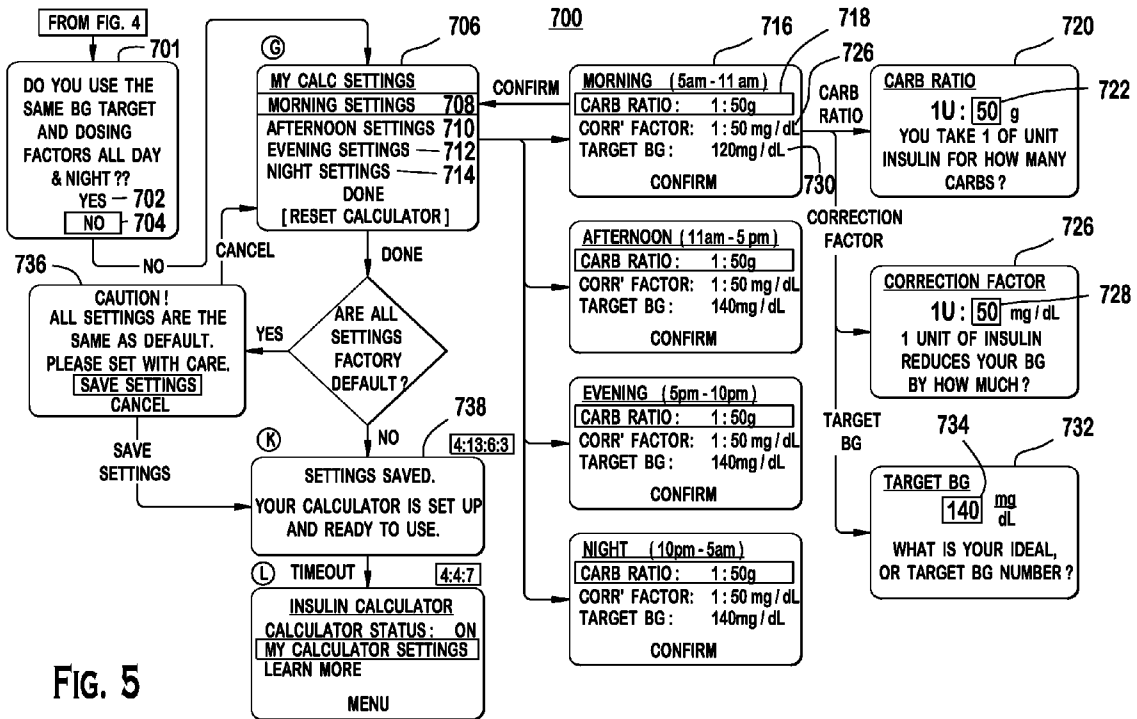 FROM FIG. 4
701
DO YOU USE THE
SAME BG TARGET
AND DOSING
FACTORS ALL DAY
& NIGHT ??
YES 702
NO 704
NO
CANCEL
736
CAUTION !
ALL SETTINGS ARE THE
SAME AS DEFAULT.
PLEASE SET WITH CARE.
SAVE SETTINGS
CANCEL
SAVE
SETTINGS
700
G
706
MY CALC SETTINGS
MORNING SETTINGS 708
AFTERNOON SETTINGS 710
EVENING SETTINGS 712
NIGHT SETTINGS 714
DONE
[ RESET CALCULATOR ]
CONFIRM
DONE
ARE ALL
SETTINGS
FACTORY
DEFAULT ?
YES
NO
K
738
4:13:6:3
SETTINGS SAVED.
YOUR CALCULATOR IS SET UP
AND READY TO USE.
L
TIMEOUT
4:4:7
INSULIN CALCULATOR
CALCULATOR STATUS : ON
MY CALCULATOR SETTINGS
LEARN MORE
MENU
716
718
726
MORNING (5am - 11 am)
CARB RATIO : 1 : 50g
CORR' FACTOR: 1 : 50 mg / dL
TARGET BG : 120mg / dL
730
CONFIRM
AFTERNOON (11am - 5 pm)
CARB RATIO : 1 : 50g
CORR' FACTOR: 1 : 50 mg / dL
TARGET BG : 140mg / dL
CONFIRM
EVENING (5pm - 10pm)
CARB RATIO : 1 : 50g
CORR' FACTOR: 1 : 50 mg / dL
TARGET BG : 140mg / dL
CONFIRM
NIGHT (10pm - 5am)
CARB RATIO : 1 : 50g
CORR' FACTOR: 1 : 50 mg / dL
TARGET BG : 140mg / dL
CONFIRM
CARB
RATIO
720
CARB RATIO
722
1U : 50 g
YOU TAKE 1 OF UNIT
INSULIN FOR HOW MANY
CARBS ?
CORRECTION
FACTOR
726
CORRECTION FACTOR
728
1U : 50 mg / dL
1 UNIT OF INSULIN
REDUCES YOUR BG
BY HOW MUCH ?
TARGET
BG
734
732
TARGET BG
140 mg
dL
WHAT IS YOUR IDEAL,
OR TARGET BG NUMBER ?
FIG. 5